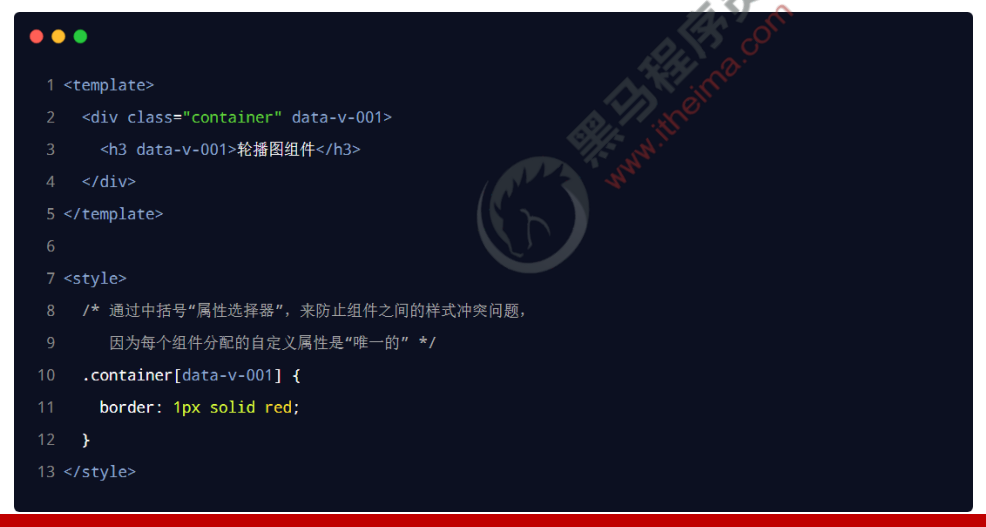 1 <template>
2 <div class="container" data-v-001>
3 <h3 data-v-001>轮播图组件</h3>
4 </div>
5 </template>
6
7 <style>
8 /* 通过中括号“属性选择器”，来防止组件之间的样式冲突问题，
9 因为每个组件分配的自定义属性是“唯一的” */
10 .container[data-v-001] {
11 border: 1px solid red;
12 }
13 </style>
黑马程序员
www.itheima.com